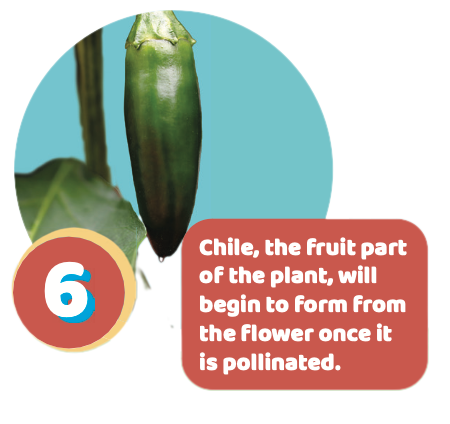 6
Chile, the fruit part
of the plant, will
begin to form from
the flower once it
is pollinated.